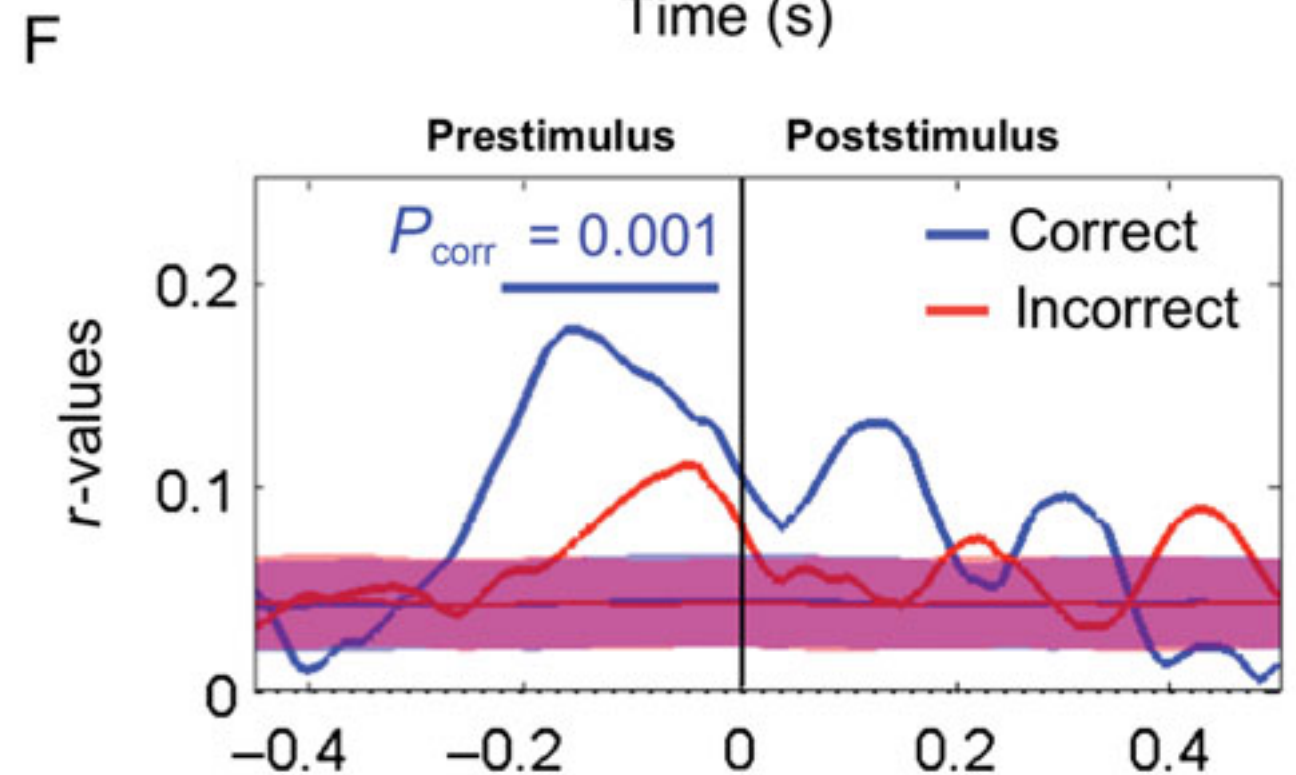 F
Time (s)
Prestimulus Poststimulus
Pcorr = 0.001
Correct
Incorrect
r-values
0.2
0.1
0
–0.4 –0.2 0 0.2 0.4